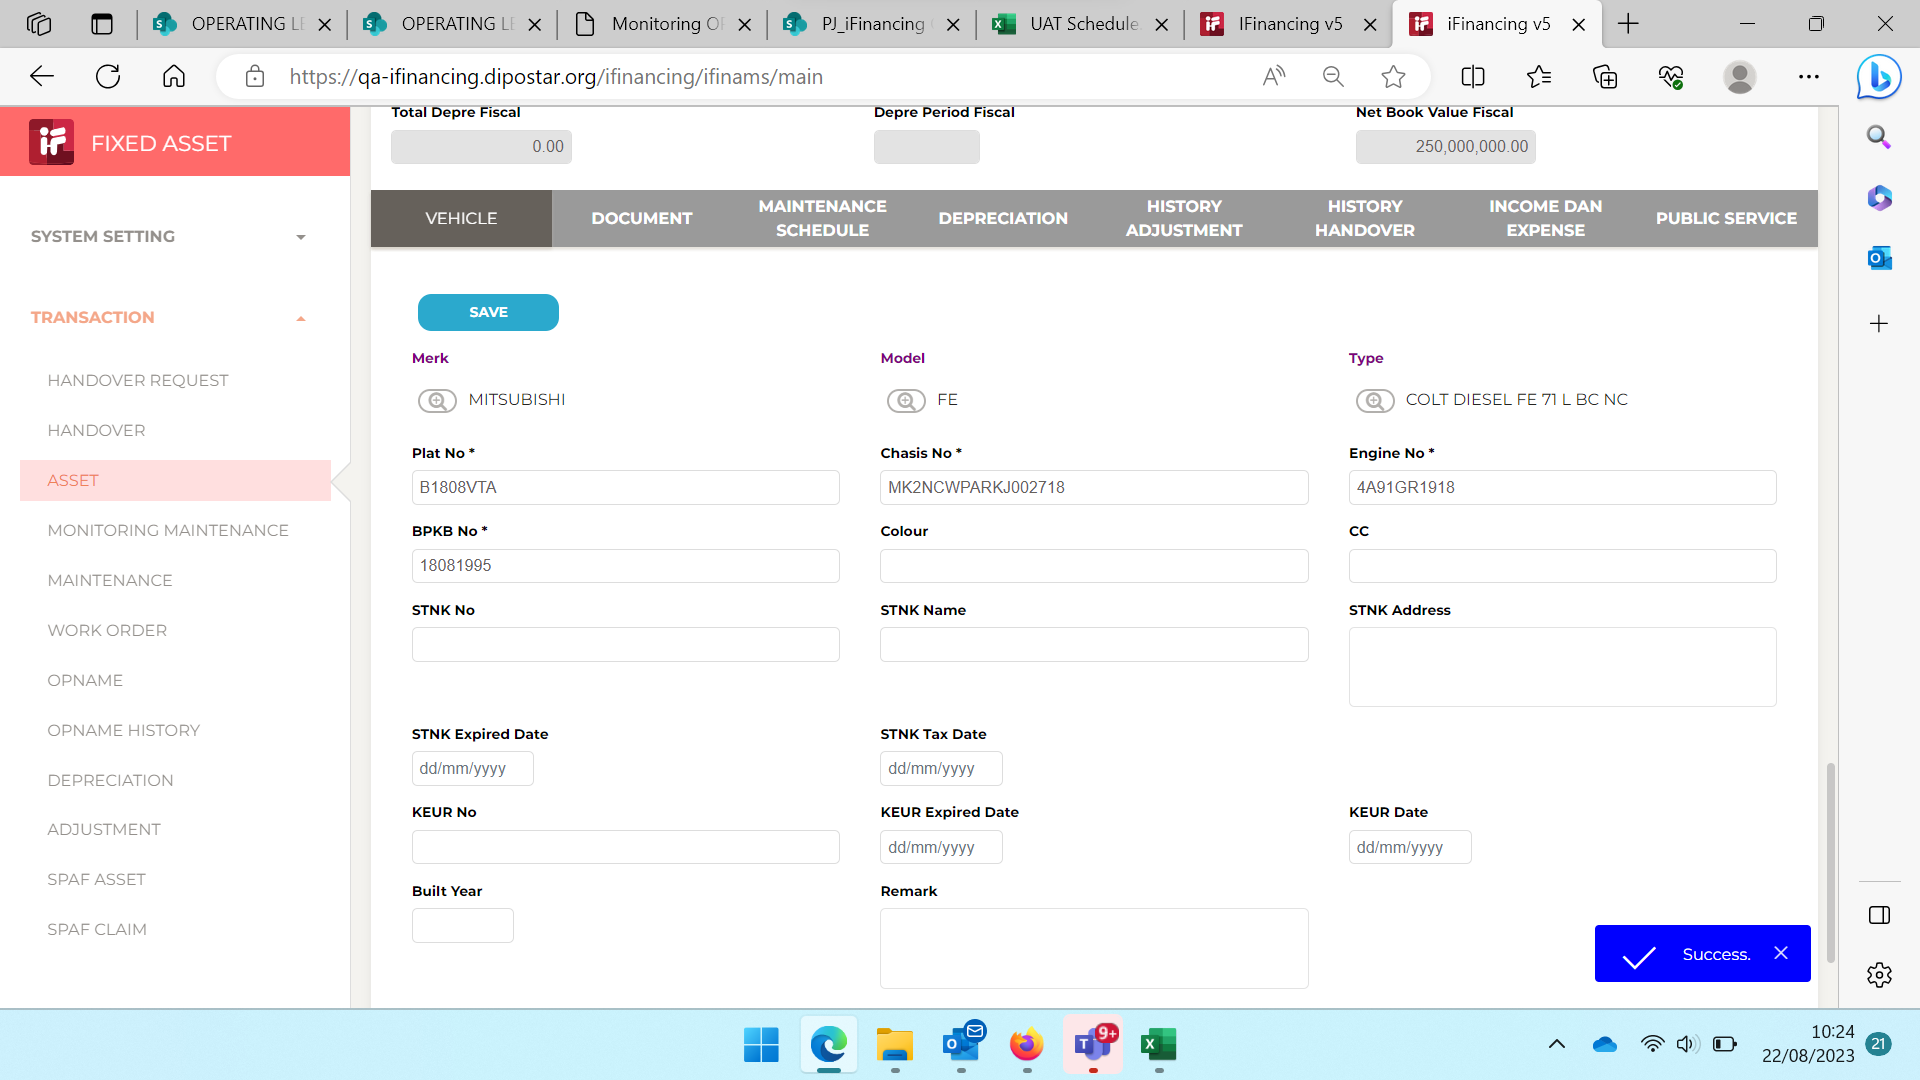 OPERATING LE
OPERATING LE
Monitoring OP
PJ_iFinancing
UAT Schedule.
IFinancing v5
iFinancing v5
https://qa-ifinancing.dipostar.org/ifinancing/ifinams/main
FIXED ASSET
SYSTEM SETTING
TRANSACTION
HANDOVER REQUEST
HANDOVER
ASSET
MONITORING MAINTENANCE
MAINTENANCE
WORK ORDER
OPNAME
OPNAME HISTORY
DEPRECIATION
ADJUSTMENT
SPAF ASSET
SPAF CLAIM
Total Depre Fiscal
Depre Period Fiscal
Net Book Value Fiscal
0.00
250,000,000.00
VEHICLE
DOCUMENT
MAINTENANCE SCHEDULE
DEPRECIATION
HISTORY ADJUSTMENT
HISTORY HANDOVER
INCOME DAN EXPENSE
PUBLIC SERVICE
SAVE
Merk
Model
Type
MITSUBISHI
FE
COLT DIESEL FE 71 L BC NC
Plat No *
Chasis No *
Engine No *
B1808VTA
MK2NCWPARKJ002718
4A91GR1918
BPKB No *
Colour
CC
18081995
STNK No
STNK Name
STNK Address
STNK Expired Date
STNK Tax Date
dd/mm/yyyy
dd/mm/yyyy
KEUR No
KEUR Expired Date
KEUR Date
dd/mm/yyyy
dd/mm/yyyy
Built Year
Remark
Success.
9+
10:24
22/08/2023
21